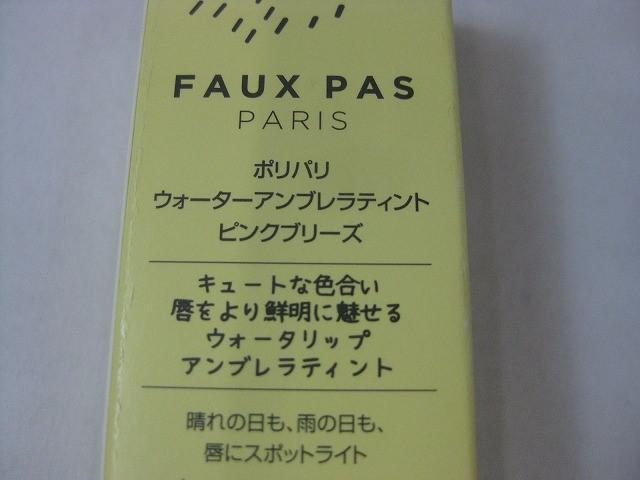 FAUX PAS
PARIS
ポリパリ
ウォーターアンブレラティント
ピンクブリーズ
キュートな色合い
唇をより鮮明に魅せる
ウォータリップ
アンブレラティント
晴れの日も、雨の日も、
唇にスポットライト